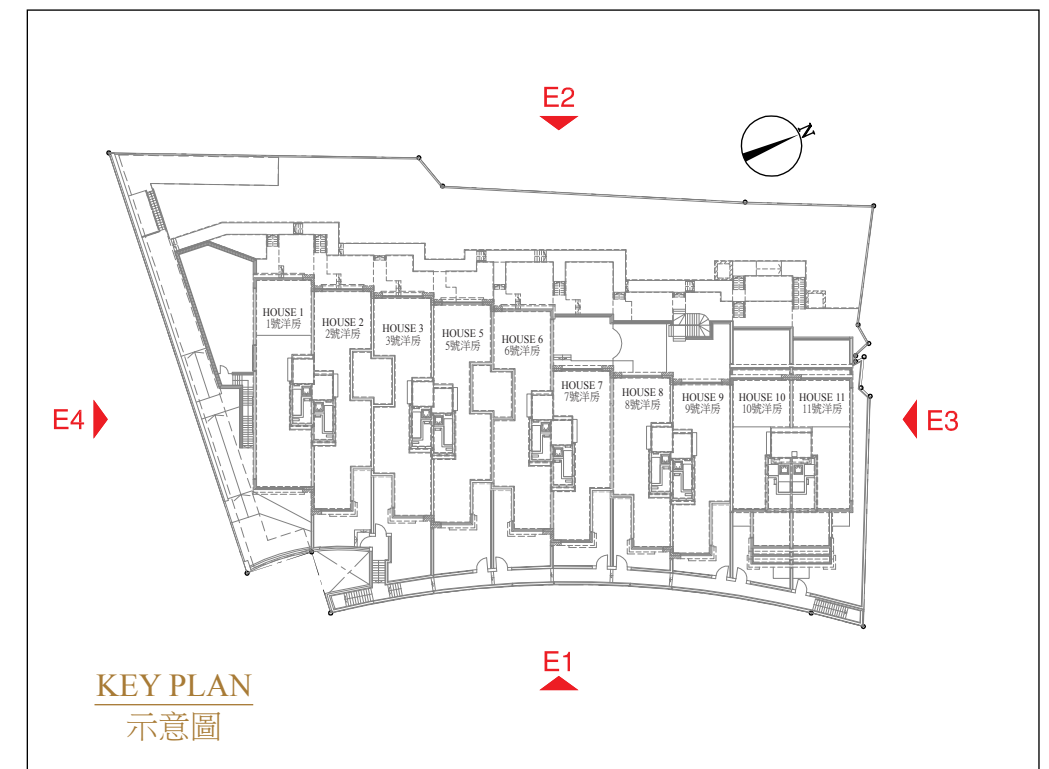 E2
N
HOUSE 1
1號洋房
HOUSE 2
2號洋房
HOUSE 3
3號洋房
HOUSE 5
5號洋房
HOUSE 6
6號洋房
HOUSE 7
7號洋房
HOUSE 8
8號洋房
HOUSE 9
9號洋房
HOUSE 10
10號洋房
HOUSE 11
11號洋房
E4
E3
E1
KEY PLAN
示意圖